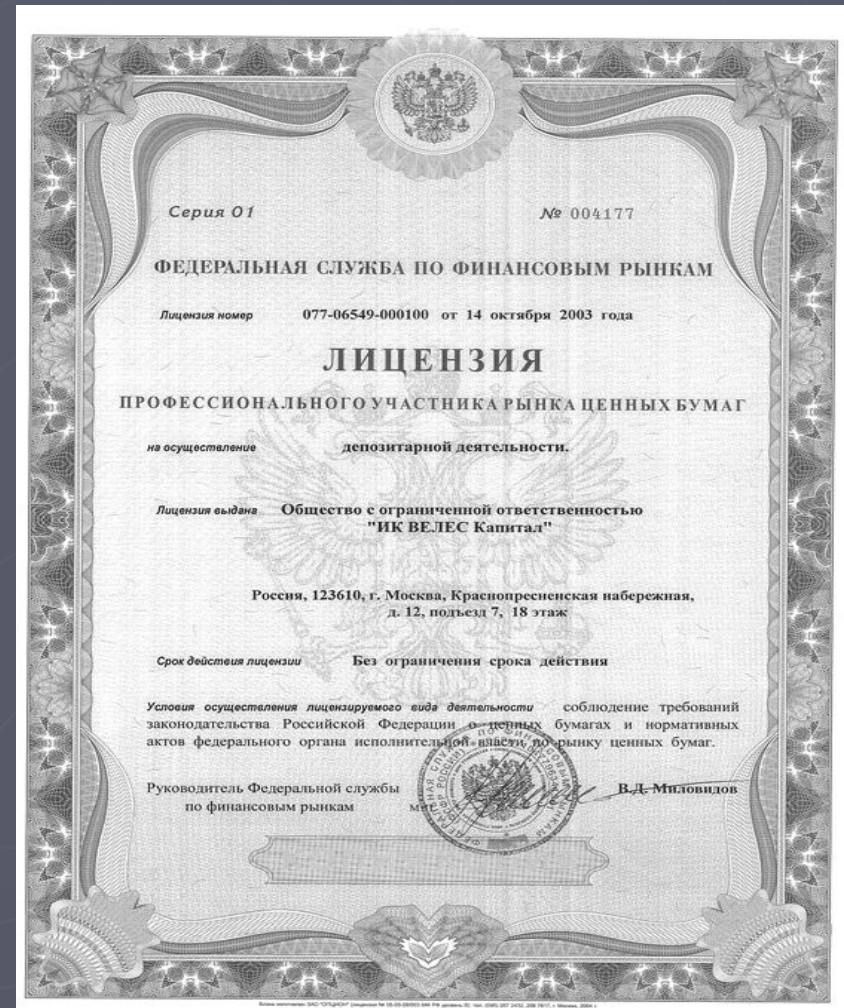 Серия 01 № 004177
ФЕДЕРАЛЬНАЯ СЛУЖБА ПО ФИНАНСОВЫМ РЫНКАМ
Лицензия номер 077-06549-000100 от 14 октября 2003 года
ЛИЦЕНЗИЯ
ПРОФЕССИОНАЛЬНОГО УЧАСТНИКА РЫНКА ЦЕННЫХ БУМАГ
на осуществление депозитарной деятельности.
Лицензия выдана Общество с ограниченной ответственностью
"ИК ВЕЛЕС Капитал"
Россия, 123610, г. Москва, Краснопресненская набережная,
д. 12, подъезд 7, 18 этаж
Срок действия лицензии Без ограничения срока действия
Условия осуществления лицензируемого вида деятельности соблюдение требований
законодательства Российской Федерации о ценных бумагах и нормативных
актов федерального органа исполнительной власти по рынку ценных бумаг.
Руководитель Федеральной службы В.Д. Миловидов
по финансовым рынкам